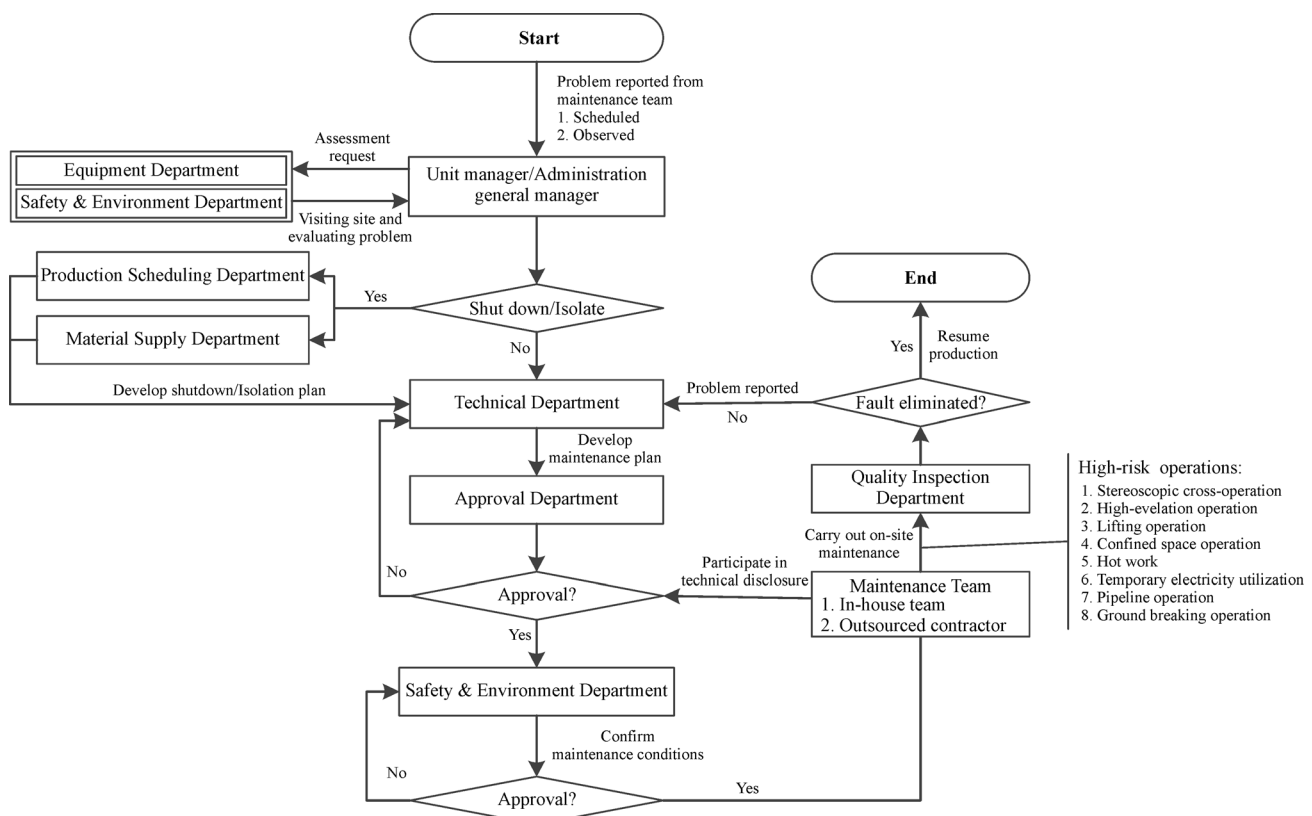 Start
Problem reported from
maintenance team
1. Scheduled
2. Observed
Assessment
request
Equipment Department
Safety & Environment Department
Unit manager/Administration
general manager
Visiting site and
evaluating problem
Production Scheduling Department
Material Supply Department
Yes
Shut down/Isolate
No
End
Resume
production
Yes
Develop shutdown/Isolation plan
Technical Department
Problem reported
No
Fault eliminated?
Develop
maintenance plan
Approval Department
Quality Inspection
Department
High-risk operations:
1. Stereoscopic cross-operation
2. High-evelation operation
3. Lifting operation
4. Confined space operation
5. Hot work
6. Temporary electricity utilization
7. Pipeline operation
8. Ground breaking operation
Carry out on-site
maintenance
Participate in
technical disclosure
No
Approval?
Maintenance Team
1. In-house team
2. Outsourced contractor
Yes
Safety & Environment Department
Confirm
maintenance conditions
No
Approval?
Yes